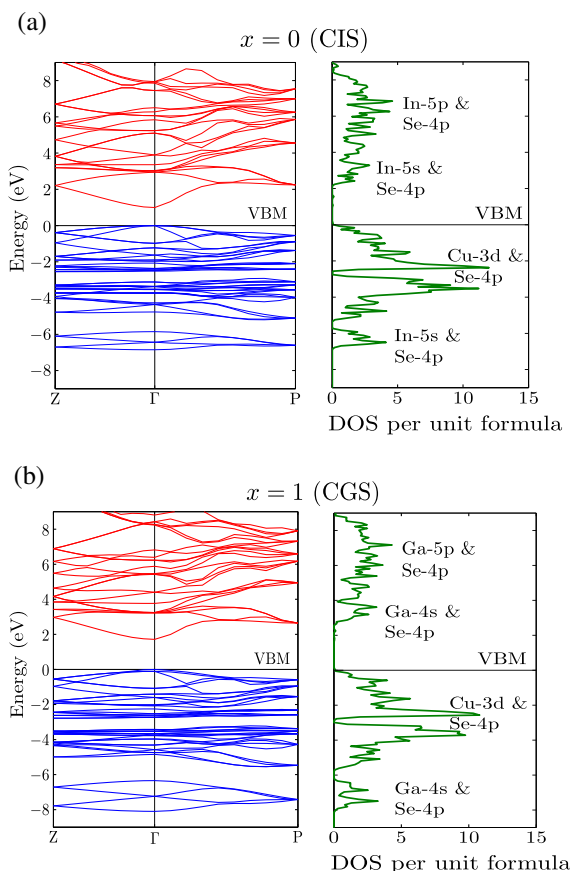 (a)
x = 0 (CIS)
Energy (eV)
8
6
4
2
0
−2
−4
−6
−8
VBM
Z
Γ
P
In-5p &
Se-4p
In-5s &
Se-4p
VBM
Cu-3d &
Se-4p
In-5s &
Se-4p
0
5
10
15
DOS per unit formula
(b)
x = 1 (CGS)
Energy (eV)
8
6
4
2
0
−2
−4
−6
−8
VBM
Z
Γ
P
Ga-5p &
Se-4p
Ga-4s &
Se-4p
VBM
Cu-3d &
Se-4p
Ga-4s &
Se-4p
0
5
10
15
DOS per unit formula